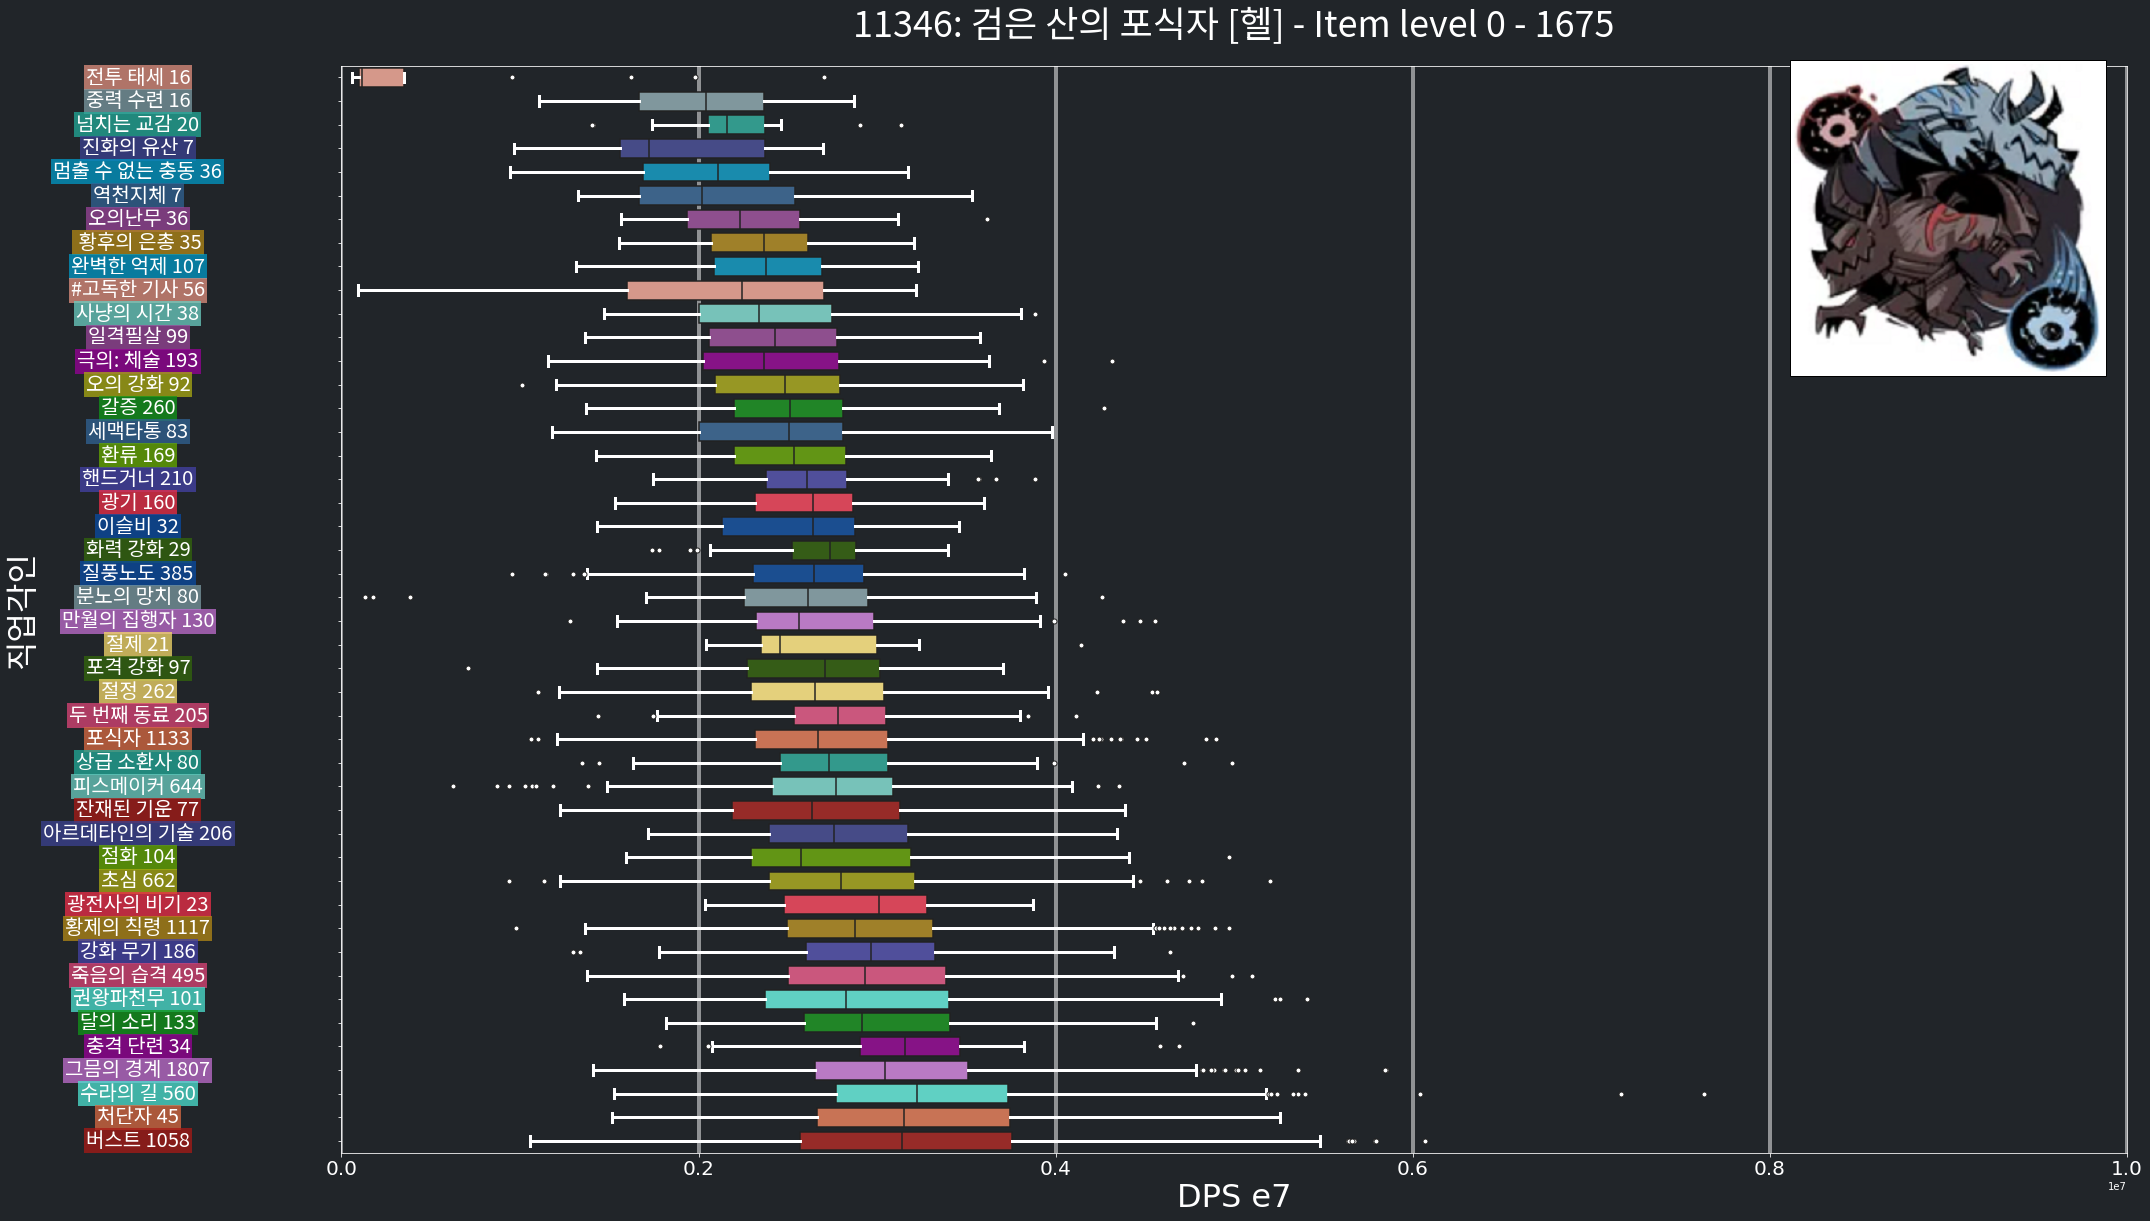 11346: 검은 산의 포식자 [헬] - Item level 0 - 1675
직업각인
전투 태세 16
중력 수련 16
넘치는 교감 20
진화의 유산 7
멈출 수 없는 충동 36
역천지체 7
오의난무 36
황후의 은총 35
완벽한 억제 107
#고독한 기사 56
사냥의 시간 38
일격필살 99
극의: 체술 193
오의 강화 92
갈증 260
세맥타통 83
환류 169
핸드거너 210
광기 160
이슬비 32
화력 강화 29
질풍노도 385
분노의 망치 80
만월의 집행자 130
절제 21
포격 강화 97
절정 262
두 번째 동료 205
포식자 1133
상급 소환사 80
피스메이커 644
잔재된 기운 77
아르데타인의 기술 206
점화 104
초심 662
광전사의 비기 23
황제의 칙령 1117
강화 무기 186
죽음의 습격 495
권왕파천무 101
달의 소리 133
충격 단련 34
그믐의 경계 1807
수라의 길 560
처단자 45
버스트 1058
0.0 0.2 0.4 0.6 0.8 1.0
1e7
DPS e7